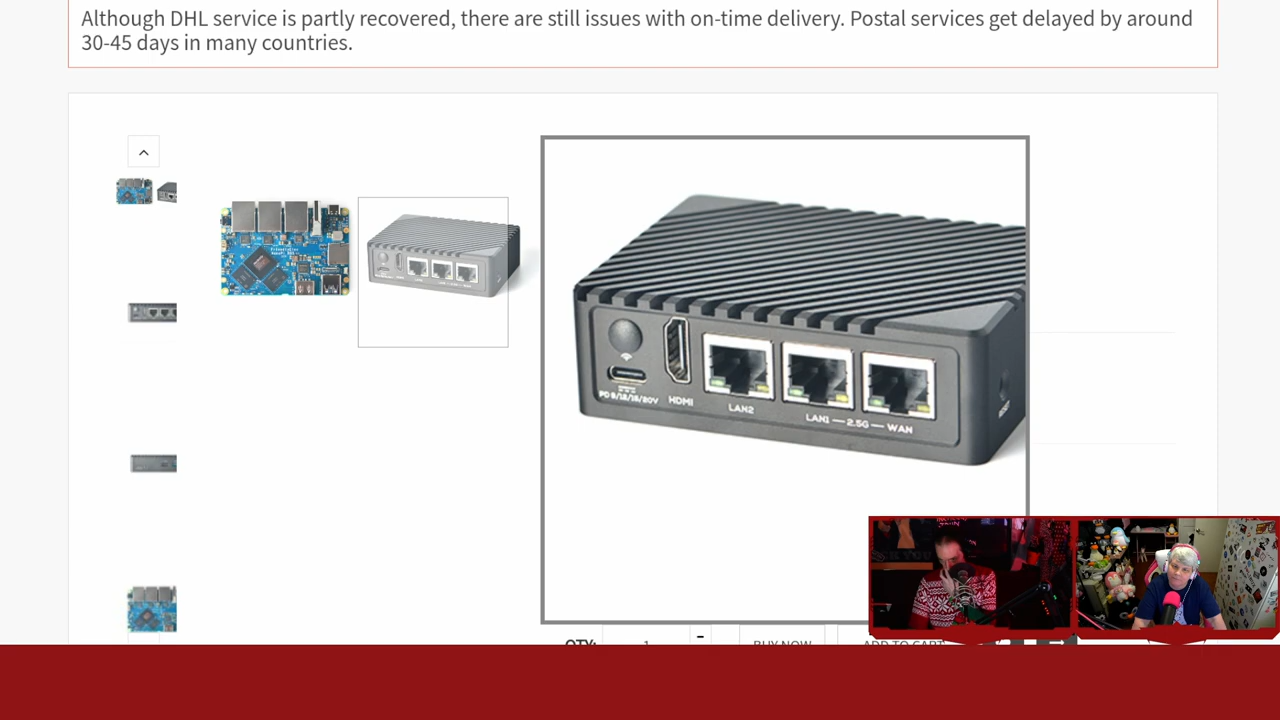 Although DHL service is partly recovered, there are still issues with on-time delivery. Postal services get delayed by around
30-45 days in many countries.
PD 9/12/15/20V
HDMI
LAN2
LAN1 — 2.5G — WAN
RESET
QTY: 1 - BUY NOW ADD TO CART